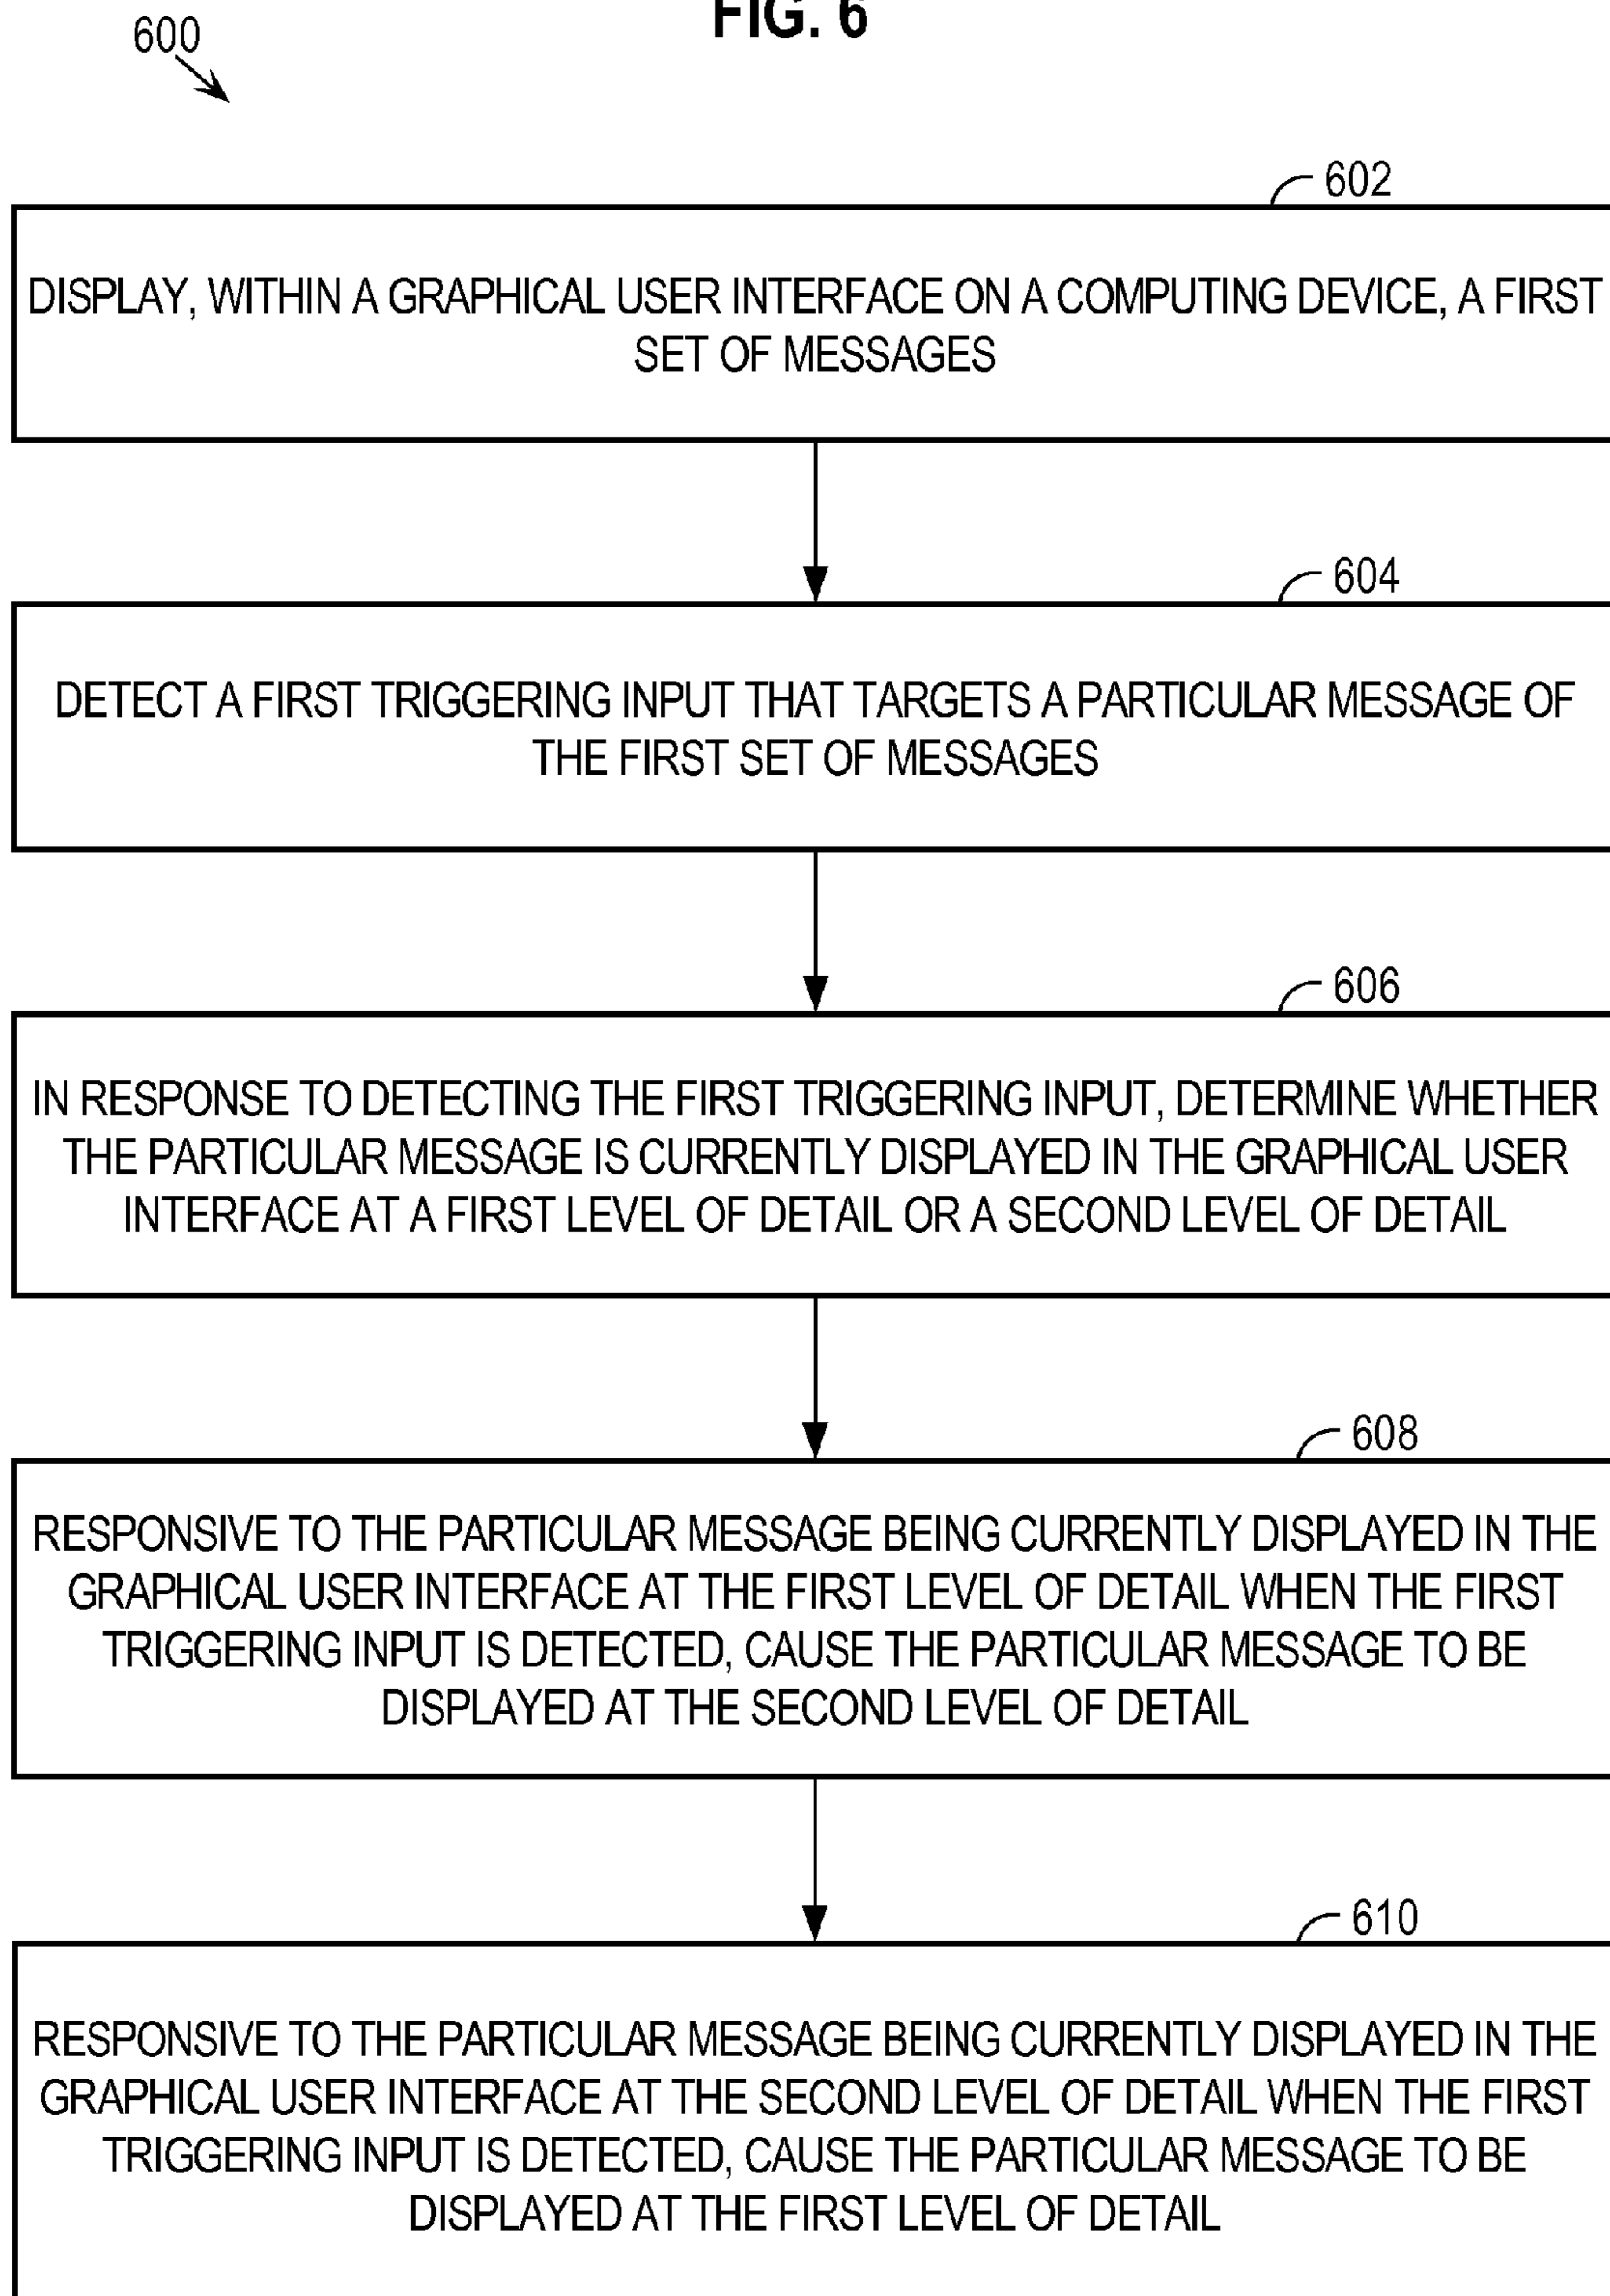 FIG. 6
600
602
DISPLAY, WITHIN A GRAPHICAL USER INTERFACE ON A COMPUTING DEVICE, A FIRST
SET OF MESSAGES
604
DETECT A FIRST TRIGGERING INPUT THAT TARGETS A PARTICULAR MESSAGE OF
THE FIRST SET OF MESSAGES
606
IN RESPONSE TO DETECTING THE FIRST TRIGGERING INPUT, DETERMINE WHETHER
THE PARTICULAR MESSAGE IS CURRENTLY DISPLAYED IN THE GRAPHICAL USER
INTERFACE AT A FIRST LEVEL OF DETAIL OR A SECOND LEVEL OF DETAIL
608
RESPONSIVE TO THE PARTICULAR MESSAGE BEING CURRENTLY DISPLAYED IN THE
GRAPHICAL USER INTERFACE AT THE FIRST LEVEL OF DETAIL WHEN THE FIRST
TRIGGERING INPUT IS DETECTED, CAUSE THE PARTICULAR MESSAGE TO BE
DISPLAYED AT THE SECOND LEVEL OF DETAIL
610
RESPONSIVE TO THE PARTICULAR MESSAGE BEING CURRENTLY DISPLAYED IN THE
GRAPHICAL USER INTERFACE AT THE SECOND LEVEL OF DETAIL WHEN THE FIRST
TRIGGERING INPUT IS DETECTED, CAUSE THE PARTICULAR MESSAGE TO BE
DISPLAYED AT THE FIRST LEVEL OF DETAIL